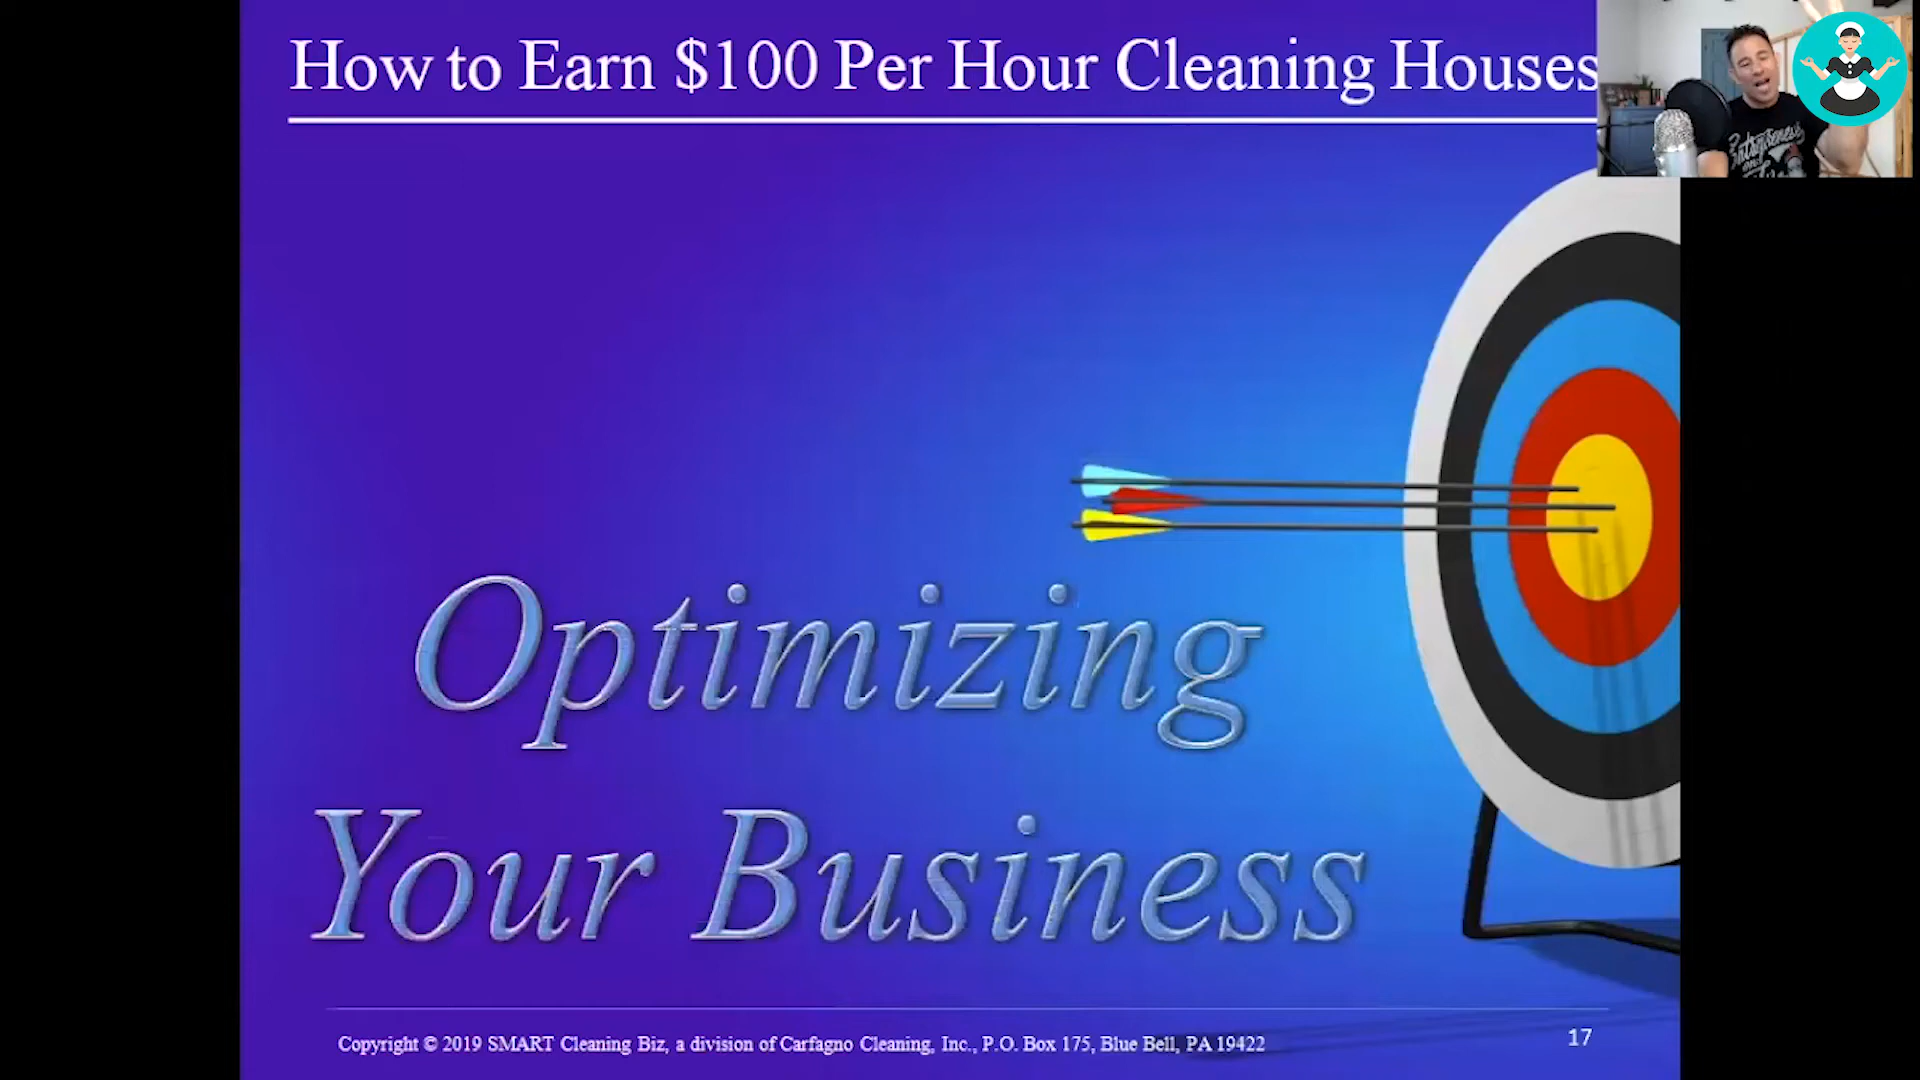 How to Earn $100 Per Hour Cleaning Houses
Optimizing
Your Business
Copyright © 2019 SMART Cleaning Biz, a division of Carfagno Cleaning, Inc., P.O. Box 175, Blue Bell, PA 19422
17